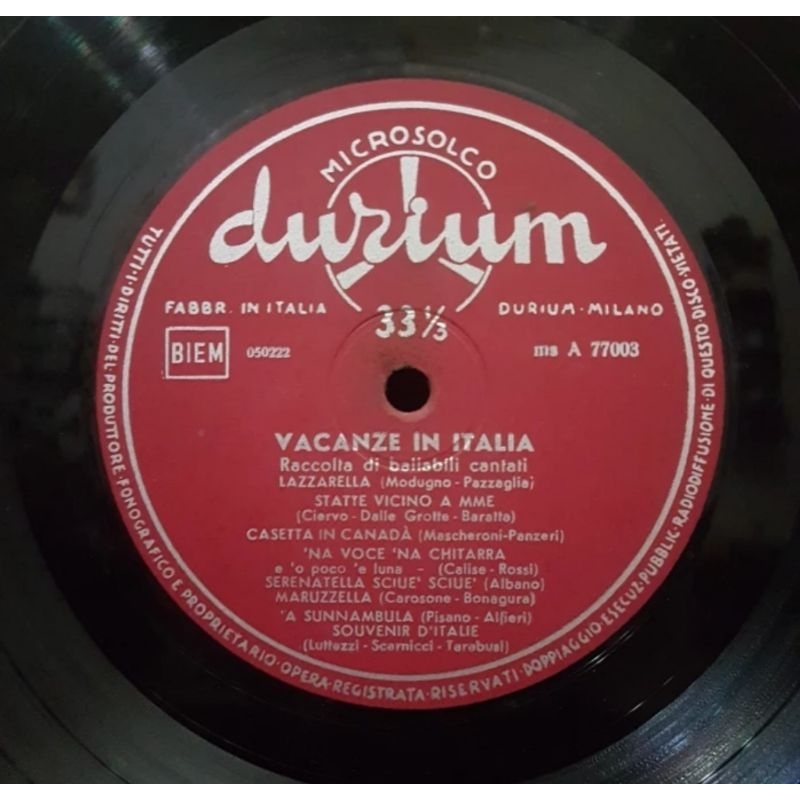 MICROSOLCO
durium
FABBR. IN ITALIA
33⅓
DURIUM-MILANO
BIEM
050222
ms A 77003
VACANZE IN ITALIA
Raccolta di ballabili cantati
LAZZARELLA (Modugno-Pazzaglia)
STATTE VICINO A MME
(Ciervo-Dalle Grotte-Baratta)
CASETTA IN CANADÀ (Mascheroni-Panzeri)
'NA VOCE 'NA CHITARRA
e 'o poco 'e luna - (Calise-Rossi)
SERENATELLA SCIUE' SCIUE' (Albano)
MARUZZELLA (Carosone-Bonagura)
'A SUNNAMBULA (Pisano-Alfieri)
SOUVENIR D'ITALIE
(Luttazzi-Scarnicci-Tarabusi)
TUTTI·I·DIRITTI·DEL·PRODUTTORE·FONOGRAFICO E PROPRIETARIO·OPERA·REGISTRATA·RISERVATI·DOPPIAGGIO·ESECUZ·PUBBLIC·RADIODIFFUSIONE·DI QUESTO·DISCO·VIETATI